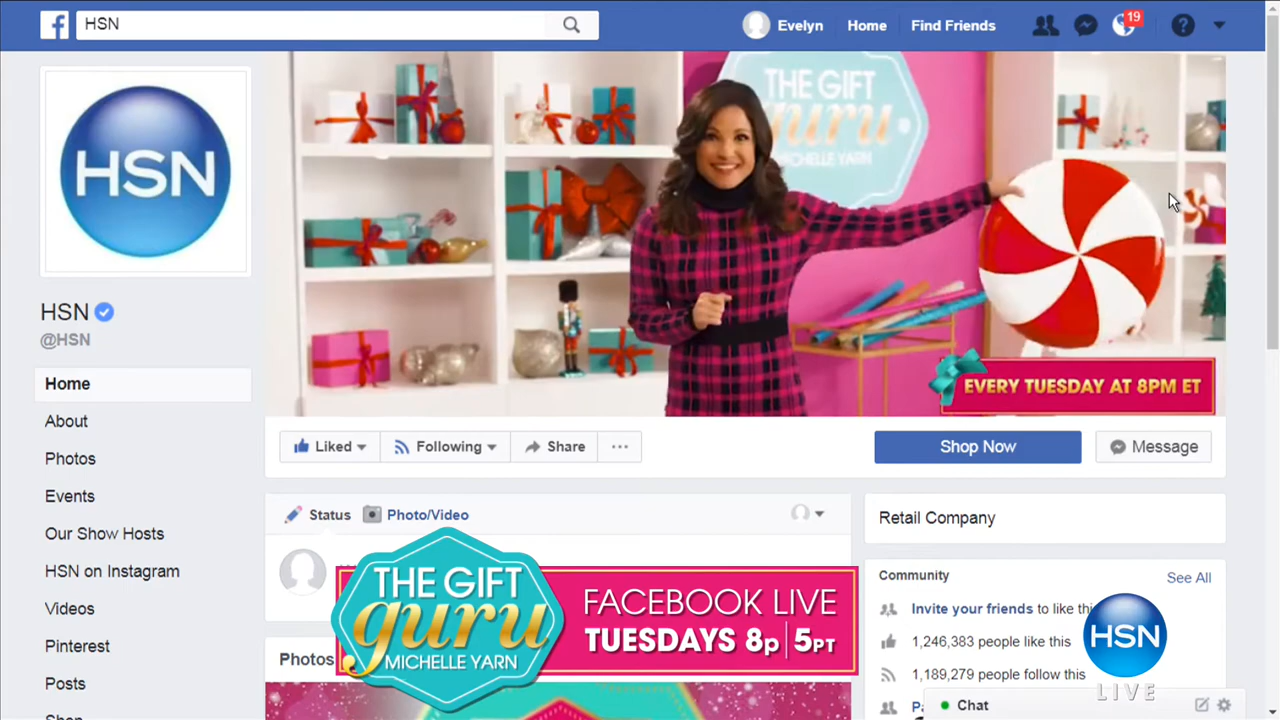 HSN
Evelyn
Home
Find Friends
19
HSN
THE GIFT
guru
MICHELLE YARN
EVERY TUESDAY AT 8PM ET
HSN
@HSN
Home
About
Photos
Events
Our Show Hosts
HSN on Instagram
Videos
Pinterest
Posts
Liked
Following
Share
Shop Now
Message
Status
Photo/Video
Retail Company
Community
See All
Invite your friends to like this
1,246,383 people like this
1,189,279 people follow this
Photos
THE GIFT
guru
MICHELLE YARN
FACEBOOK LIVE
TUESDAYS 8P | 5PT
HSN
LIVE
Chat